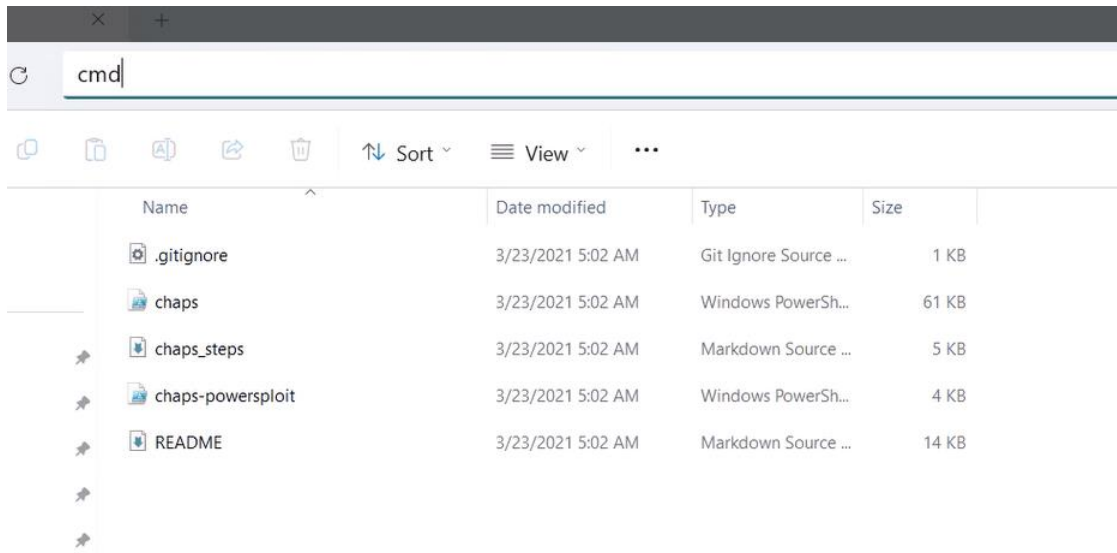 cmd
Sort View ...
Name Date modified Type Size
.gitignore 3/23/2021 5:02 AM Git Ignore Source ... 1 KB
chaps 3/23/2021 5:02 AM Windows PowerSh... 61 KB
chaps_steps 3/23/2021 5:02 AM Markdown Source ... 5 KB
chaps-powersploit 3/23/2021 5:02 AM Windows PowerSh... 4 KB
README 3/23/2021 5:02 AM Markdown Source ... 14 KB